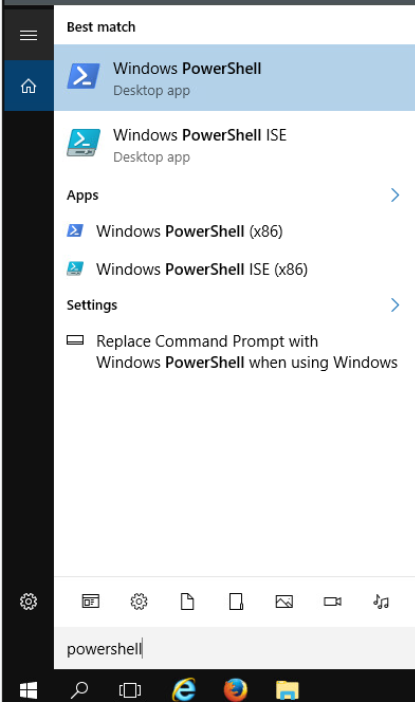 Best match
Windows PowerShell
Desktop app
Windows PowerShell ISE
Desktop app
Apps
Windows PowerShell (x86)
Windows PowerShell ISE (x86)
Settings
Replace Command Prompt with
Windows PowerShell when using Windows
powershell